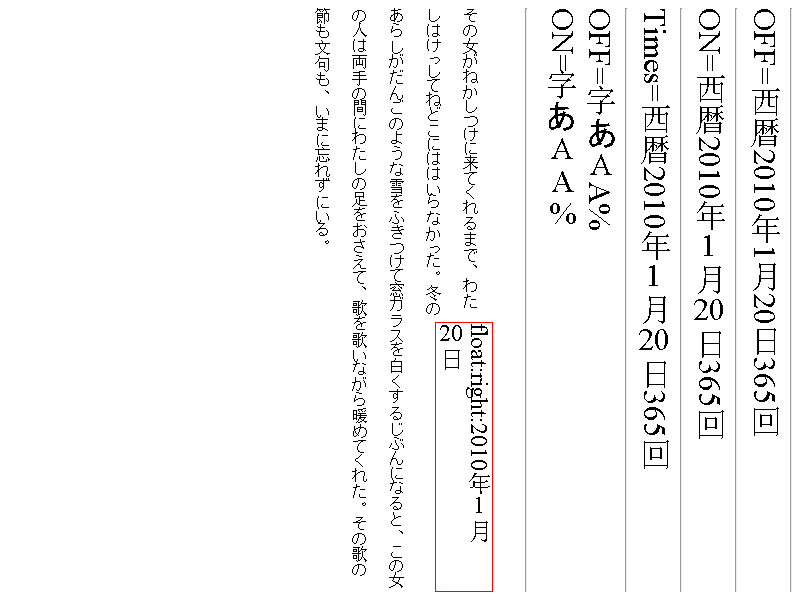 OFF=西暦2010年1月20日365回
ON=西暦2010年1月20日365回
Times=西暦2010年1月20日365回
OFF=字あAA%
ON=字あAA%
float:right:2010年1月
20日
その女がねかしつけに来てくれるまで、わた
しはけっしてねどこにははいらなかった。冬の
あらしがだんごのような雪をふきつけて窓ガラスを白くするじぶんになると、この女
の人は両手の間にわたしの足をおさえて、歌を歌いながら暖めてくれた。その歌の
節も文句も、いまに忘れずにいる。